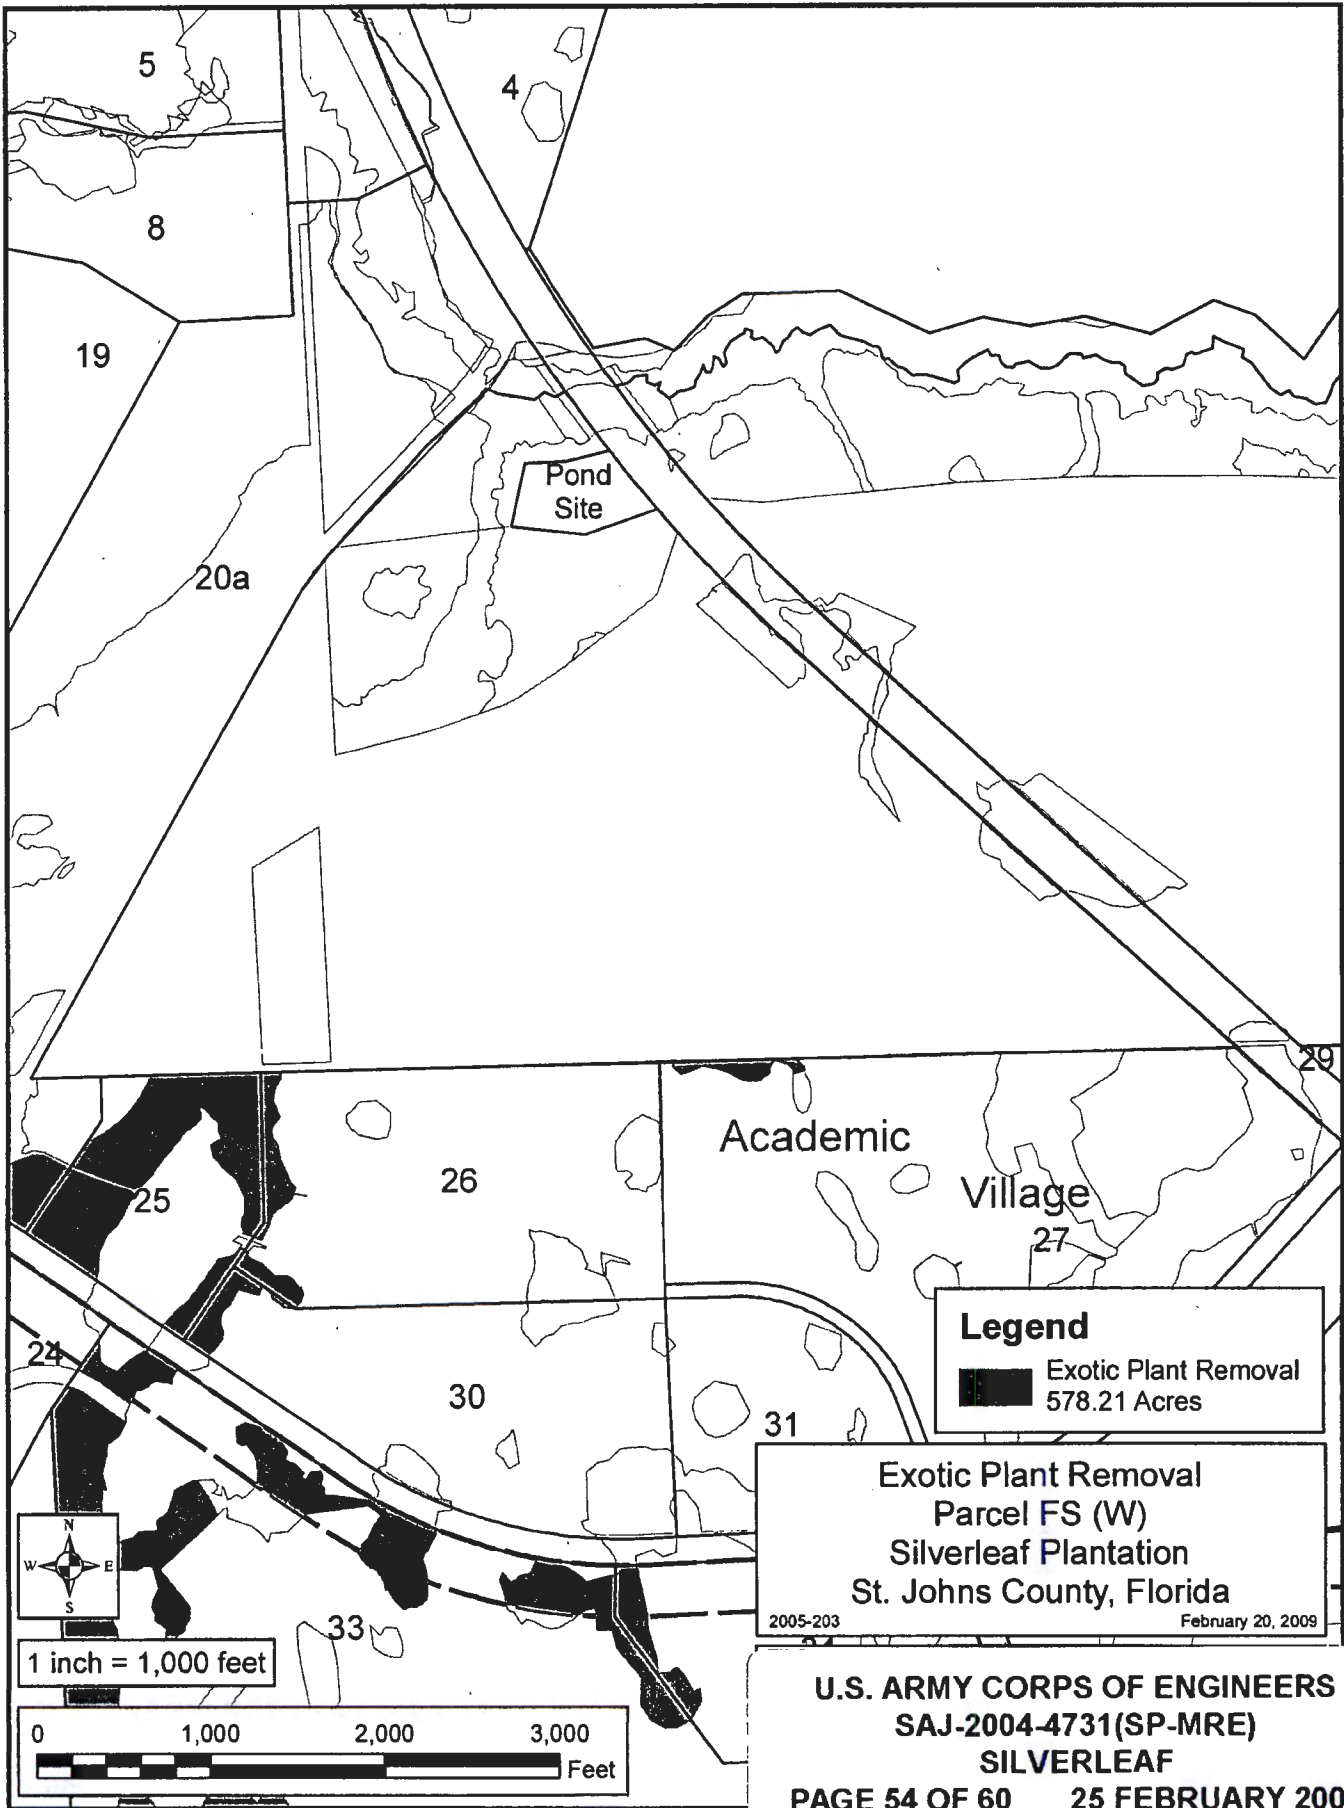 5
4
8
19
Pond
Site
20a
29
Academic
26
Village
25
27
Legend
24
Exotic Plant Removal
578.21 Acres
30
31
Exotic Plant Removal
Parcel FS (W)
Silverleaf Plantation
St. Johns County, Florida
2005-203
February 20, 2009
N
W
E
S
33
1 inch = 1,000 feet
0 1,000 2,000 3,000
Feet
U.S. ARMY CORPS OF ENGINEERS
SAJ-2004-4731(SP-MRE)
SILVERLEAF
PAGE 54 OF 60 25 FEBRUARY 200